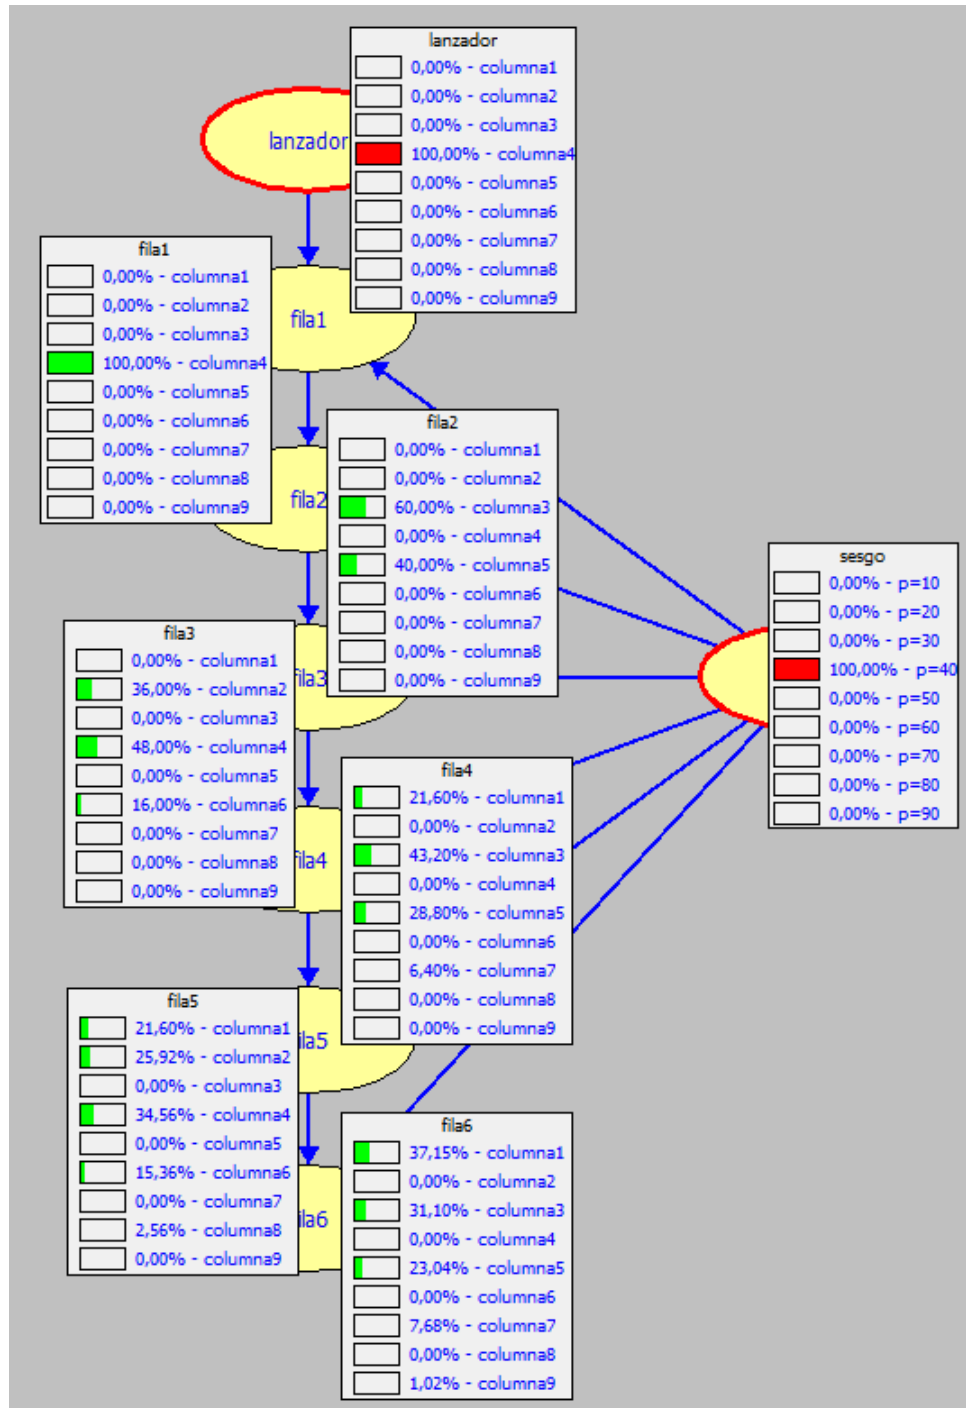 lanzador
0,00% - columna1
0,00% - columna2
0,00% - columna3
100,00% - columna4
0,00% - columna5
0,00% - columna6
0,00% - columna7
0,00% - columna8
0,00% - columna9
lanzador
fila1
0,00% - columna1
0,00% - columna2
0,00% - columna3
100,00% - columna4
0,00% - columna5
0,00% - columna6
0,00% - columna7
0,00% - columna8
0,00% - columna9
fila1
fila2
0,00% - columna1
0,00% - columna2
60,00% - columna3
0,00% - columna4
40,00% - columna5
0,00% - columna6
0,00% - columna7
0,00% - columna8
0,00% - columna9
fila2
sesgo
0,00% - p=10
0,00% - p=20
0,00% - p=30
100,00% - p=40
0,00% - p=50
0,00% - p=60
0,00% - p=70
0,00% - p=80
0,00% - p=90
fila3
0,00% - columna1
36,00% - columna2
0,00% - columna3
48,00% - columna4
0,00% - columna5
16,00% - columna6
0,00% - columna7
0,00% - columna8
0,00% - columna9
fila3
fila4
21,60% - columna1
0,00% - columna2
43,20% - columna3
0,00% - columna4
28,80% - columna5
0,00% - columna6
6,40% - columna7
0,00% - columna8
0,00% - columna9
fila4
fila5
21,60% - columna1
25,92% - columna2
0,00% - columna3
34,56% - columna4
0,00% - columna5
15,36% - columna6
0,00% - columna7
2,56% - columna8
0,00% - columna9
fila5
fila6
37,15% - columna1
0,00% - columna2
31,10% - columna3
0,00% - columna4
23,04% - columna5
0,00% - columna6
7,68% - columna7
0,00% - columna8
1,02% - columna9
fila6